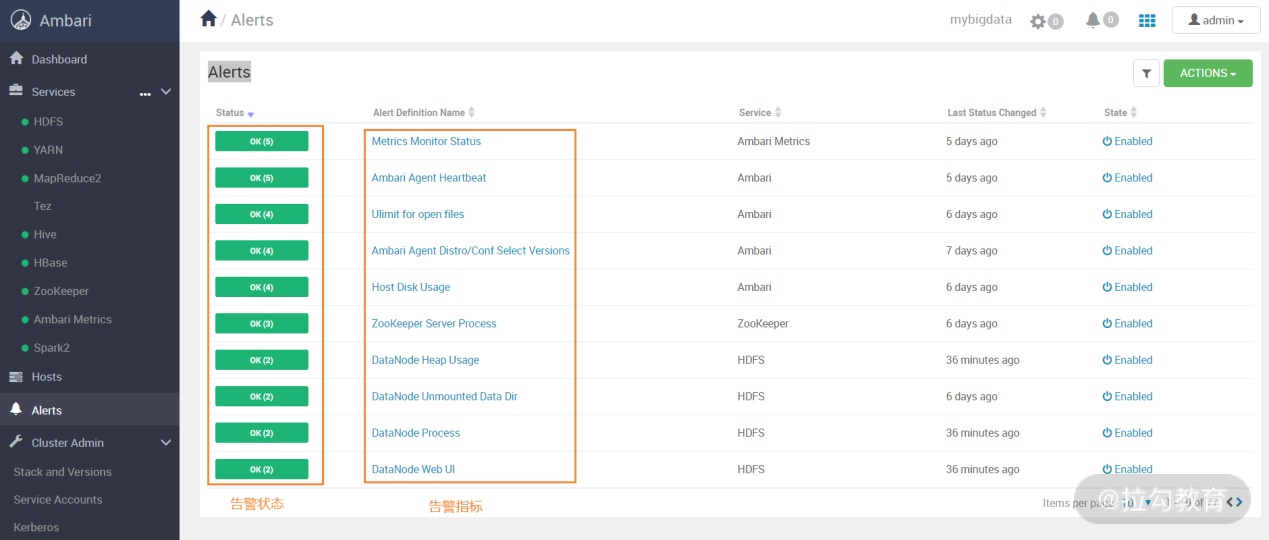 Ambari
/ Alerts
mybigdata
0
0
admin
Dashboard
Services
...
HDFS
YARN
MapReduce2
Tez
Hive
HBase
ZooKeeper
Ambari Metrics
Spark2
Hosts
Alerts
Cluster Admin
Stack and Versions
Service Accounts
Kerberos
Alerts
ACTIONS
Status Alert Definition Name Service Last Status Changed State
OK (5) Metrics Monitor Status Ambari Metrics 5 days ago Enabled
OK (5) Ambari Agent Heartbeat Ambari 5 days ago Enabled
OK (4) Ulimit for open files Ambari 6 days ago Enabled
OK (4) Ambari Agent Distro/Conf Select Versions Ambari 7 days ago Enabled
OK (4) Host Disk Usage Ambari 6 days ago Enabled
OK (3) ZooKeeper Server Process ZooKeeper 6 days ago Enabled
OK (2) DataNode Heap Usage HDFS 36 minutes ago Enabled
OK (2) DataNode Unmounted Data Dir HDFS 6 days ago Enabled
OK (2) DataNode Process HDFS 36 minutes ago Enabled
OK (2) DataNode Web UI HDFS 36 minutes ago Enabled
告警状态 告警指标
Items per page: 10
@拉勾教育